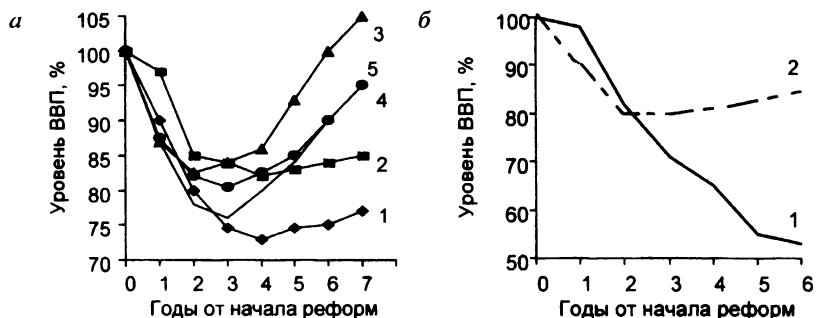 а
Уровень ВВП, %
105
100
95
90
85
80
75
70
0 1 2 3 4 5 6 7
Годы от начала реформ
3
5
4
2
1
б
Уровень ВВП, %
100
90
80
70
60
50
0 1 2 3 4 5 6
Годы от начала реформ
2
1